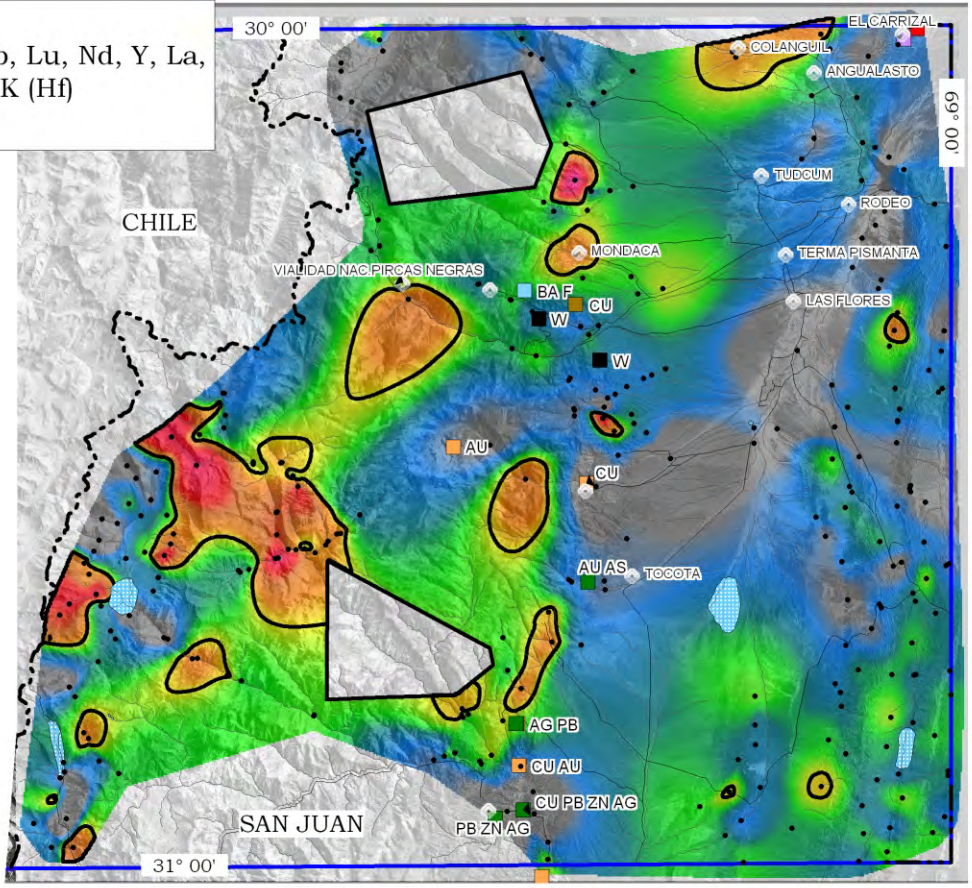 Lu, Nd, Y, La,
K (Hf)
30° 00'
EL CARRIZAL
COLANGUIL
ANGUALASTO
69° 00'
TUDCUM
RODEO
CHILE
MONDACA
TERMA PISMANTA
VIALIDAD NAC.PIRCAS NEGRAS
BA F
CU
LAS FLORES
W
W
AU
CU
AU AS
TOCOTA
AG PB
CU AU
CU PB ZN AG
PB ZN AG
SAN JUAN
31° 00'